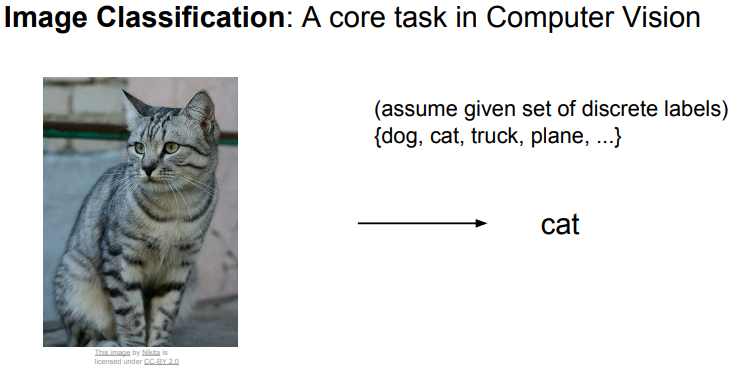 Image Classification: A core task in Computer Vision
(assume given set of discrete labels)
{dog, cat, truck, plane, ...}
cat
This image by Nikita is
licensed under CC-BY 2.0